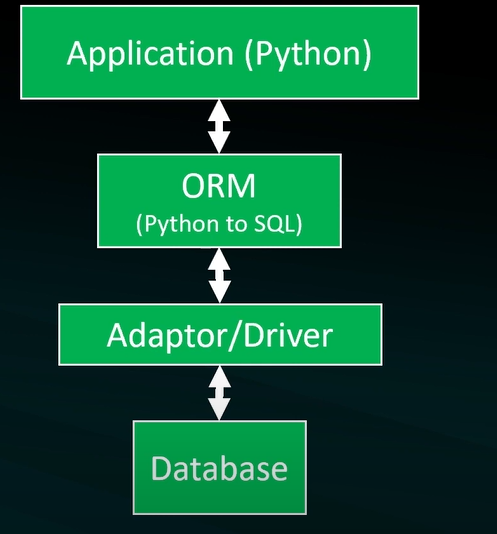 Application (Python)
ORM
(Python to SQL)
Adaptor/Driver
Database